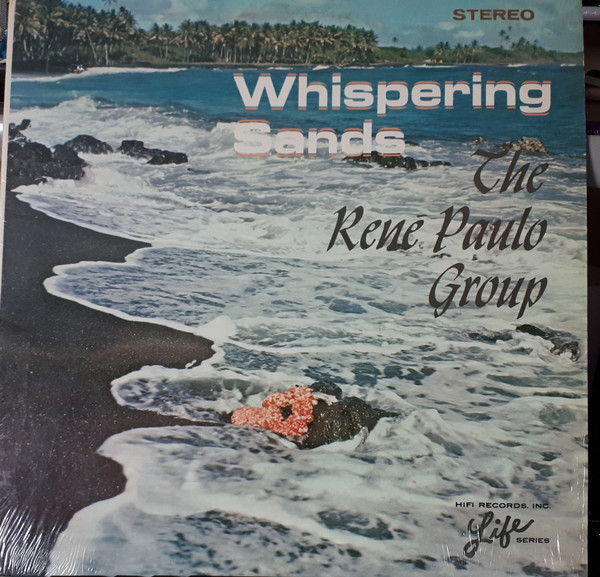 STEREO
Whispering
Sands
The
René Paulo
Group
HIFI RECORDS, INC.
Life
SERIES